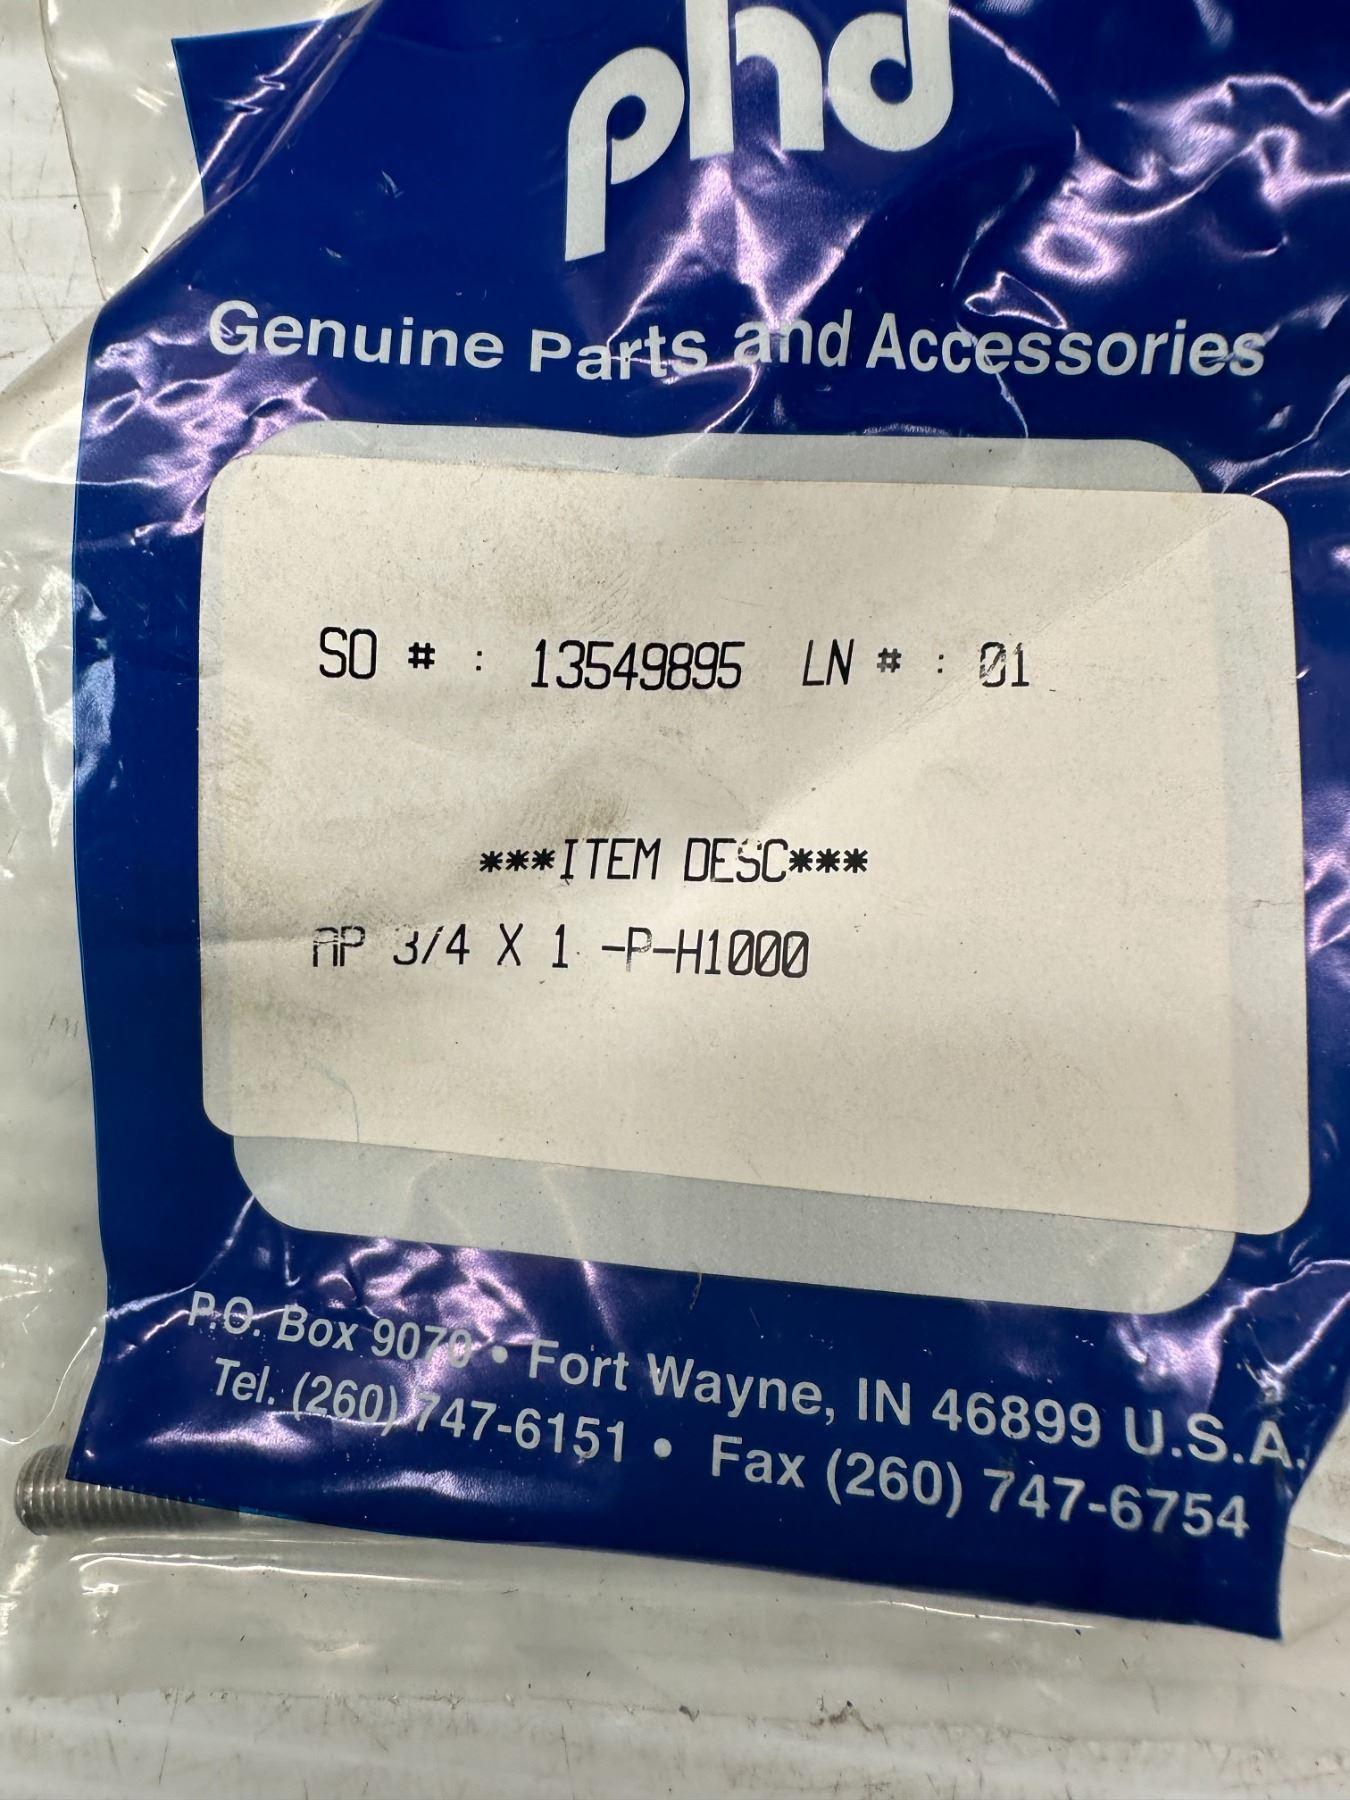 phd
Genuine Parts and Accessories
SO # : 13549895 LN # : 01
***ITEM DESC***
AP 3/4 X 1 -P-H1000
P.O. Box 9070 • Fort Wayne, IN 46899 U.S.A.
Tel. (260) 747-6151 • Fax (260) 747-6754